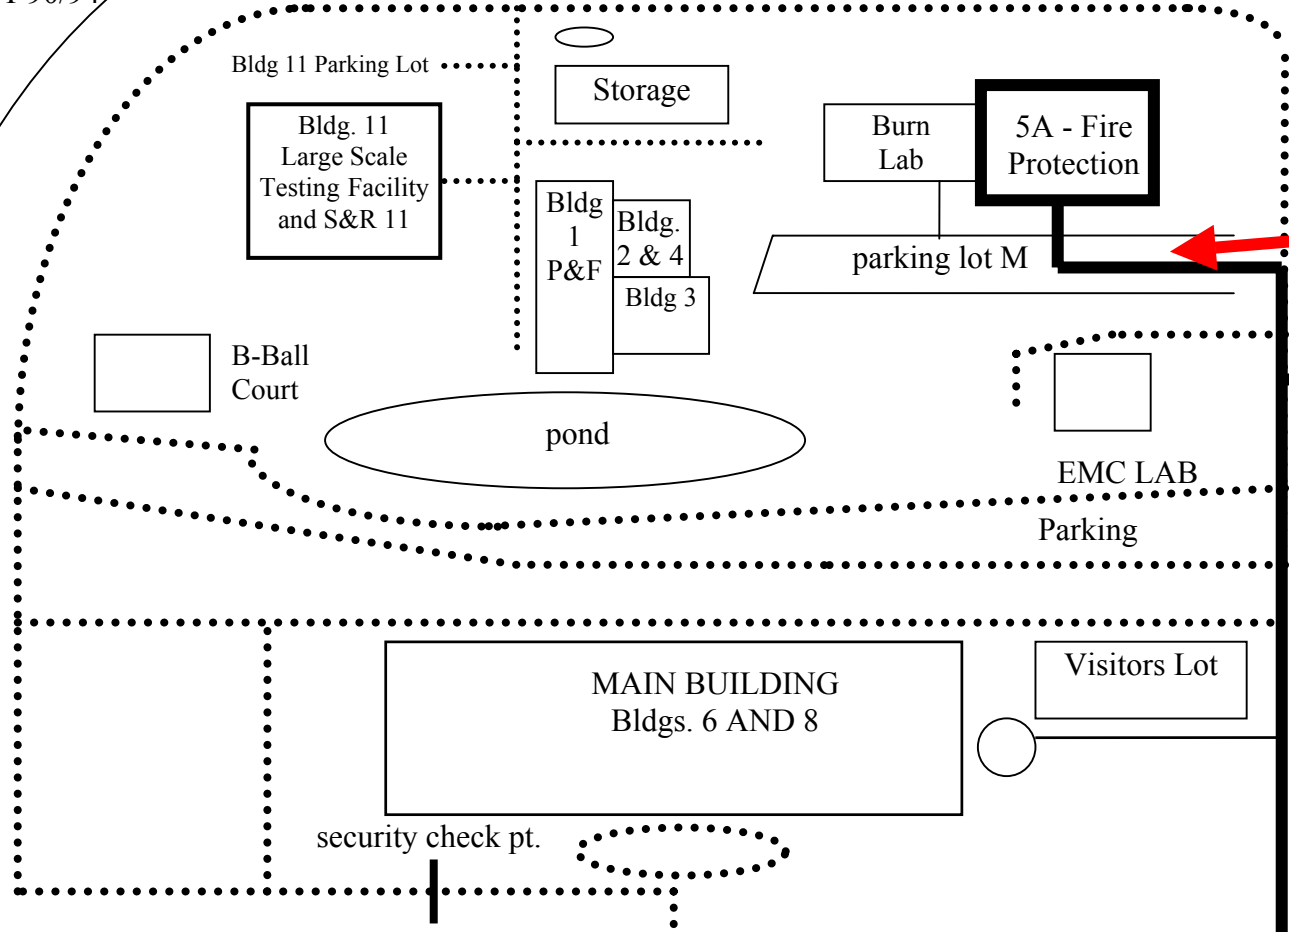 Bldg 11 Parking Lot
Storage
Bldg. 11
Large Scale
Testing Facility
and S&R 11
Burn
Lab
5A - Fire
Protection
Bldg
1
P&F
Bldg.
2 & 4
Bldg 3
parking lot M
B-Ball
Court
pond
EMC LAB
Parking
MAIN BUILDING
Bldgs. 6 AND 8
Visitors Lot
security check pt.